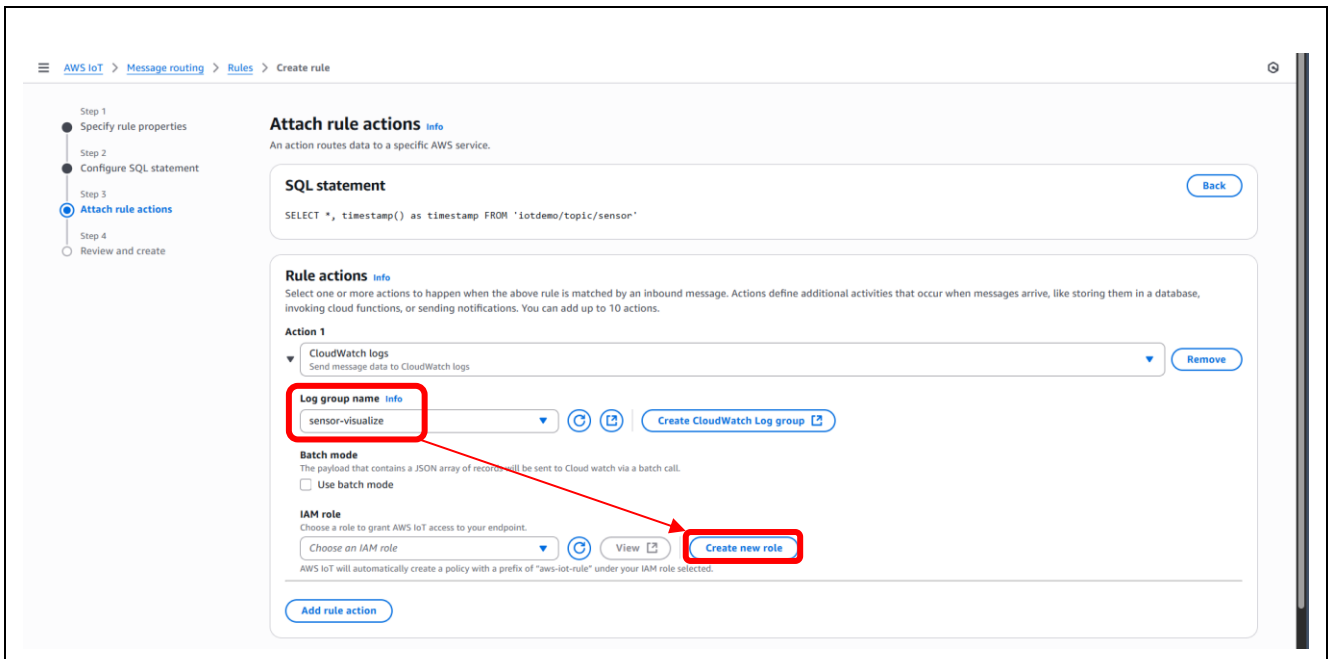 AWS IoT > Message routing > Rules > Create rule
Step 1
Specify rule properties
Step 2
Configure SQL statement
Step 3
Attach rule actions
Step 4
Review and create
Attach rule actions Info
An action routes data to a specific AWS service.
SQL statement
Back
SELECT *, timestamp() as timestamp FROM 'iotdemo/topic/sensor'
Rule actions Info
Select one or more actions to happen when the above rule is matched by an inbound message. Actions define additional activities that occur when messages arrive, like storing them in a database,
invoking cloud functions, or sending notifications. You can add up to 10 actions.
Action 1
CloudWatch logs
Send message data to CloudWatch logs
Remove
Log group name Info
sensor-visualize
Create CloudWatch Log group
Batch mode
The payload that contains a JSON array of records will be sent to Cloud watch via a batch call.
Use batch mode
IAM role
Choose a role to grant AWS IoT access to your endpoint.
Choose an IAM role
View
Create new role
AWS IoT will automatically create a policy with a prefix of "aws-iot-rule" under your IAM role selected.
Add rule action